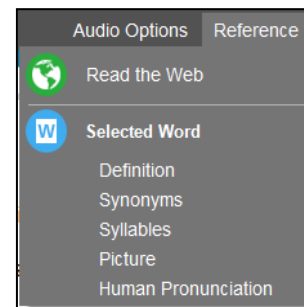 Audio Options Reference
Read the Web
W Selected Word
Definition
Synonyms
Syllables
Picture
Human Pronunciation